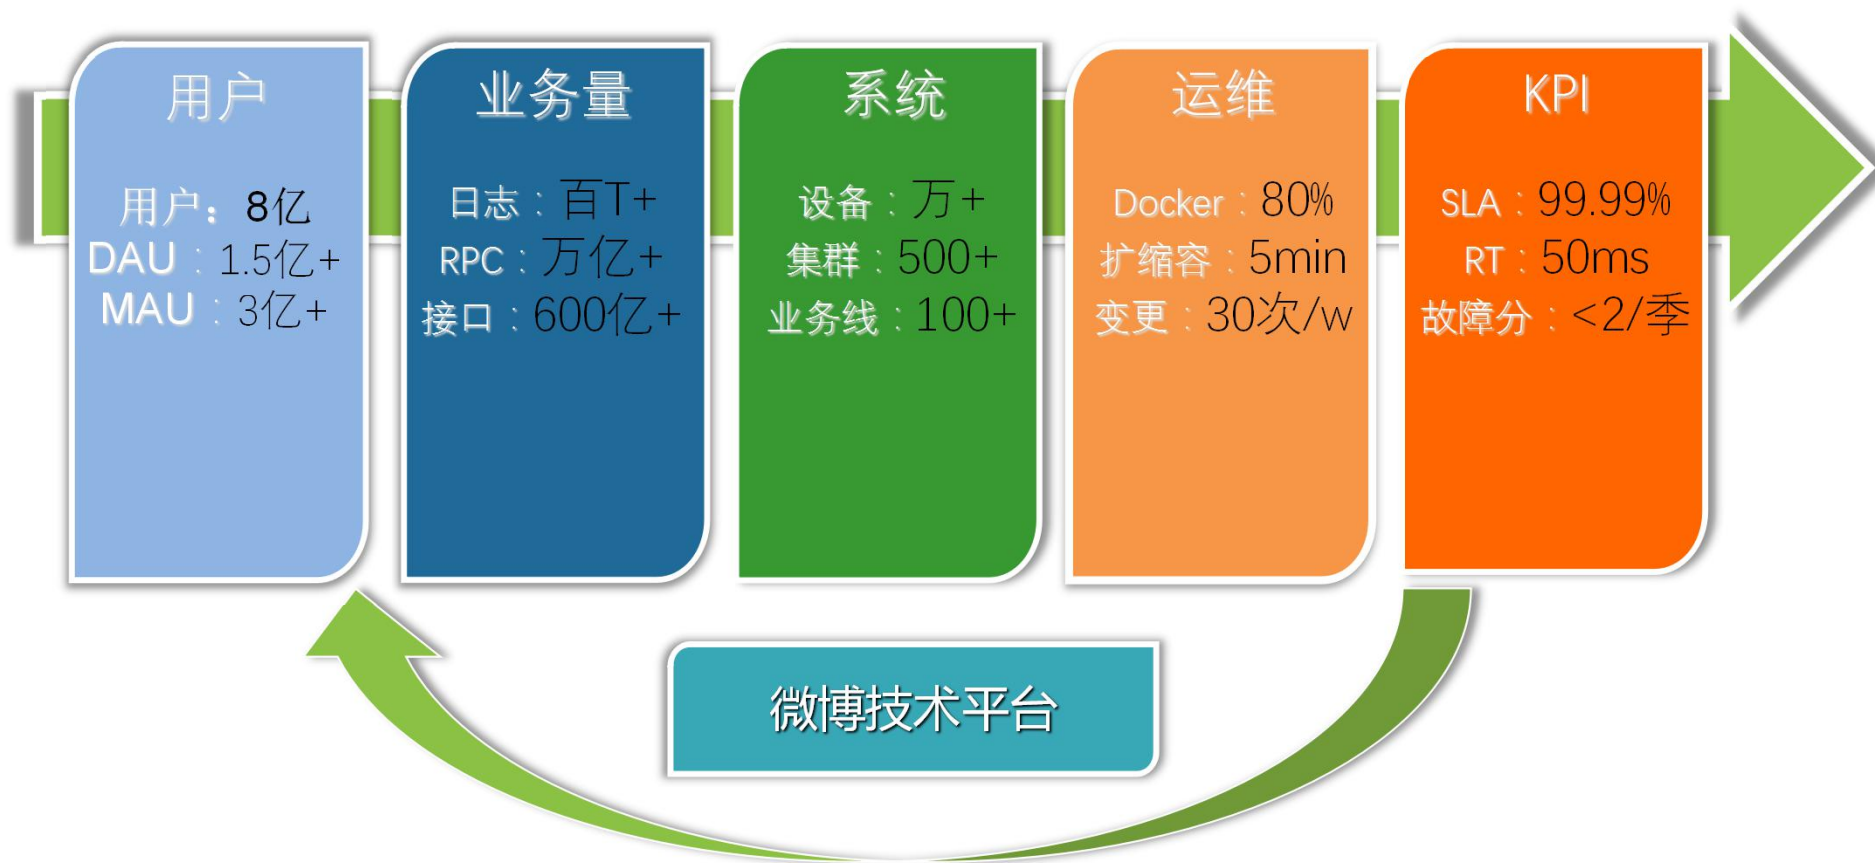 用户
用户：8亿
DAU：1.5亿+
MAU：3亿+
业务量
日志：百T+
RPC：万亿+
接口：600亿+
系统
设备：万+
集群：500+
业务线：100+
运维
Docker：80%
扩缩容：5min
变更：30次/w
KPI
SLA：99.99%
RT：50ms
故障分：<2/季
微博技术平台